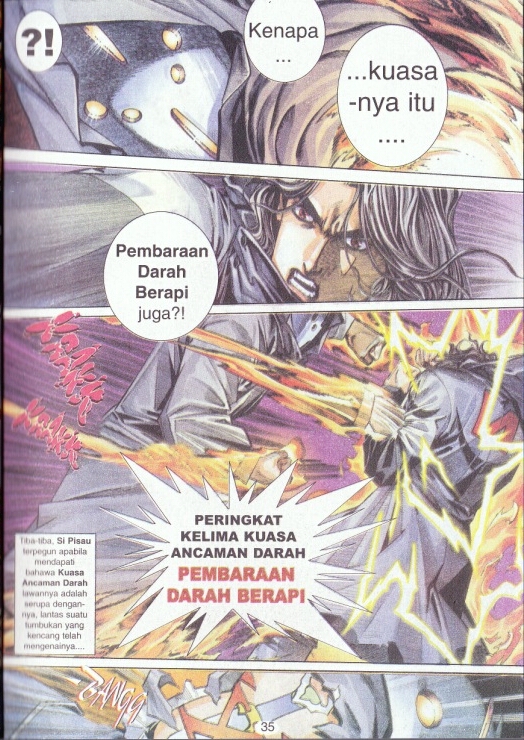 ?!
Kenapa
...
...kuasa
-nya itu
....
Pembaraan
Darah
Berapi
juga?!
PERINGKAT
KELIMA KUASA
ANCAMAN DARAH
PEMBARAAN
DARAH BERAPI
Tiba-tiba, Si Pisau
terpegun apabila
mendapati
bahawa Kuasa
Ancaman Darah
lawannya adalah
serupa dengan-
nya, lantas suatu
tumbukan yang
kencang telah
mengenainya....
BANGG
35